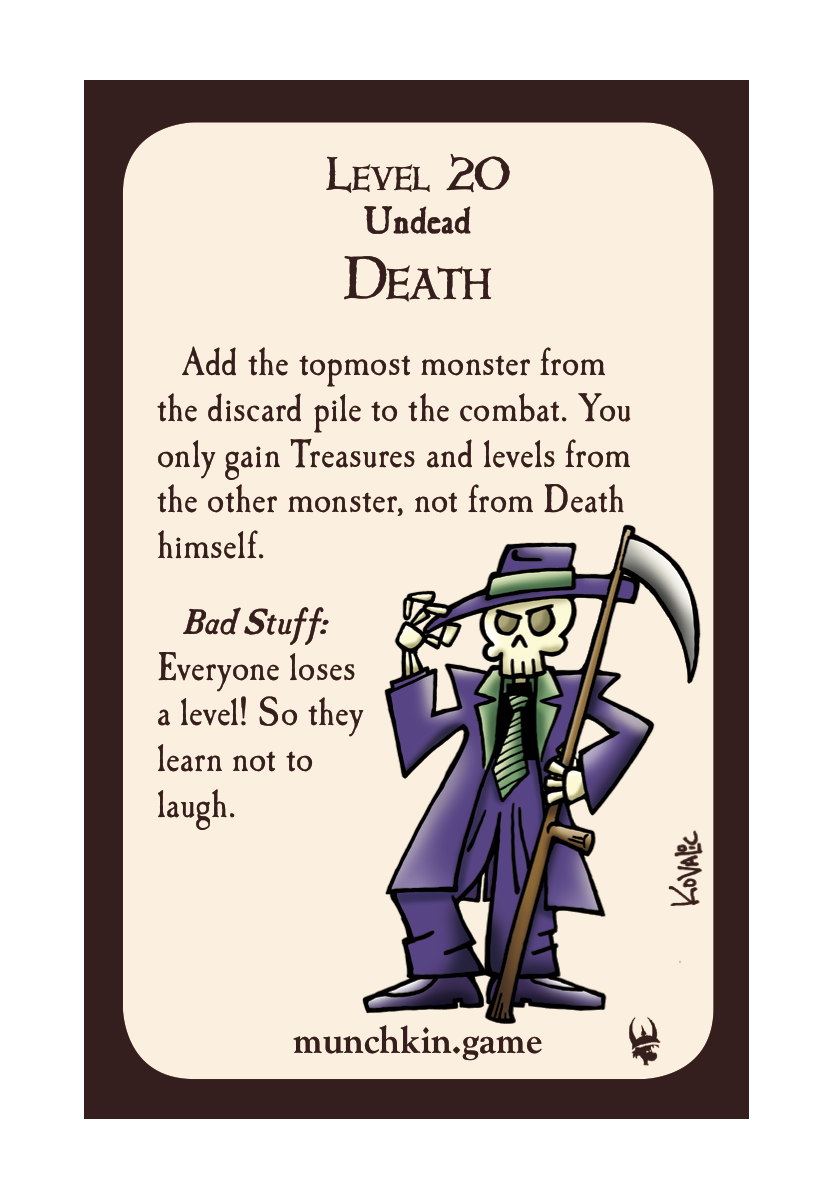 Level 20
Undead
Death
Add the topmost monster from
the discard pile to the combat. You
only gain Treasures and levels from
the other monster, not from Death
himself.
Bad Stuff:
Everyone loses
a level! So they
learn not to
laugh.
Kovalic
munchkin.game